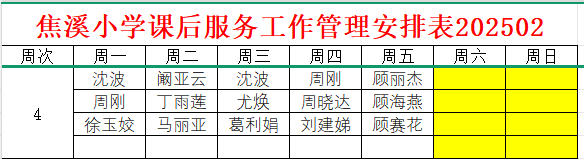 焦溪小学课后服务工作管理安排表202502
周次 周一 周二 周三 周四 周五 周六 周日
沈波 阚亚云 沈波 周刚 顾丽杰
4 周刚 丁雨莲 尤焕 周晓达 顾海燕
徐玉姣 马丽亚 葛利娟 刘建娣 顾赛花